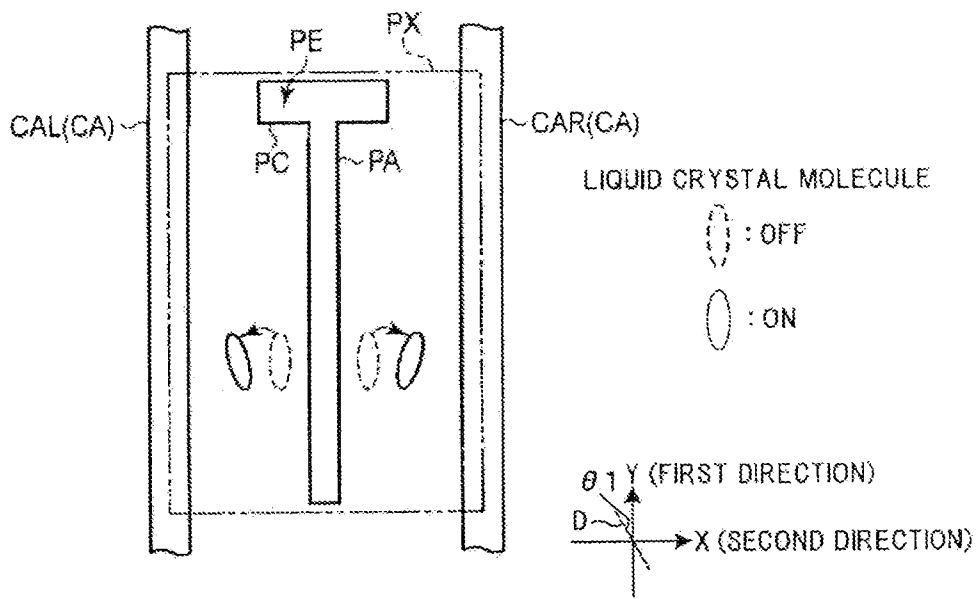 PX
PE
CAL(CA)
CAR(CA)
PC
PA
LIQUID CRYSTAL MOLECULE
: OFF
: ON
θ1 Y (FIRST DIRECTION)
D
X (SECOND DIRECTION)